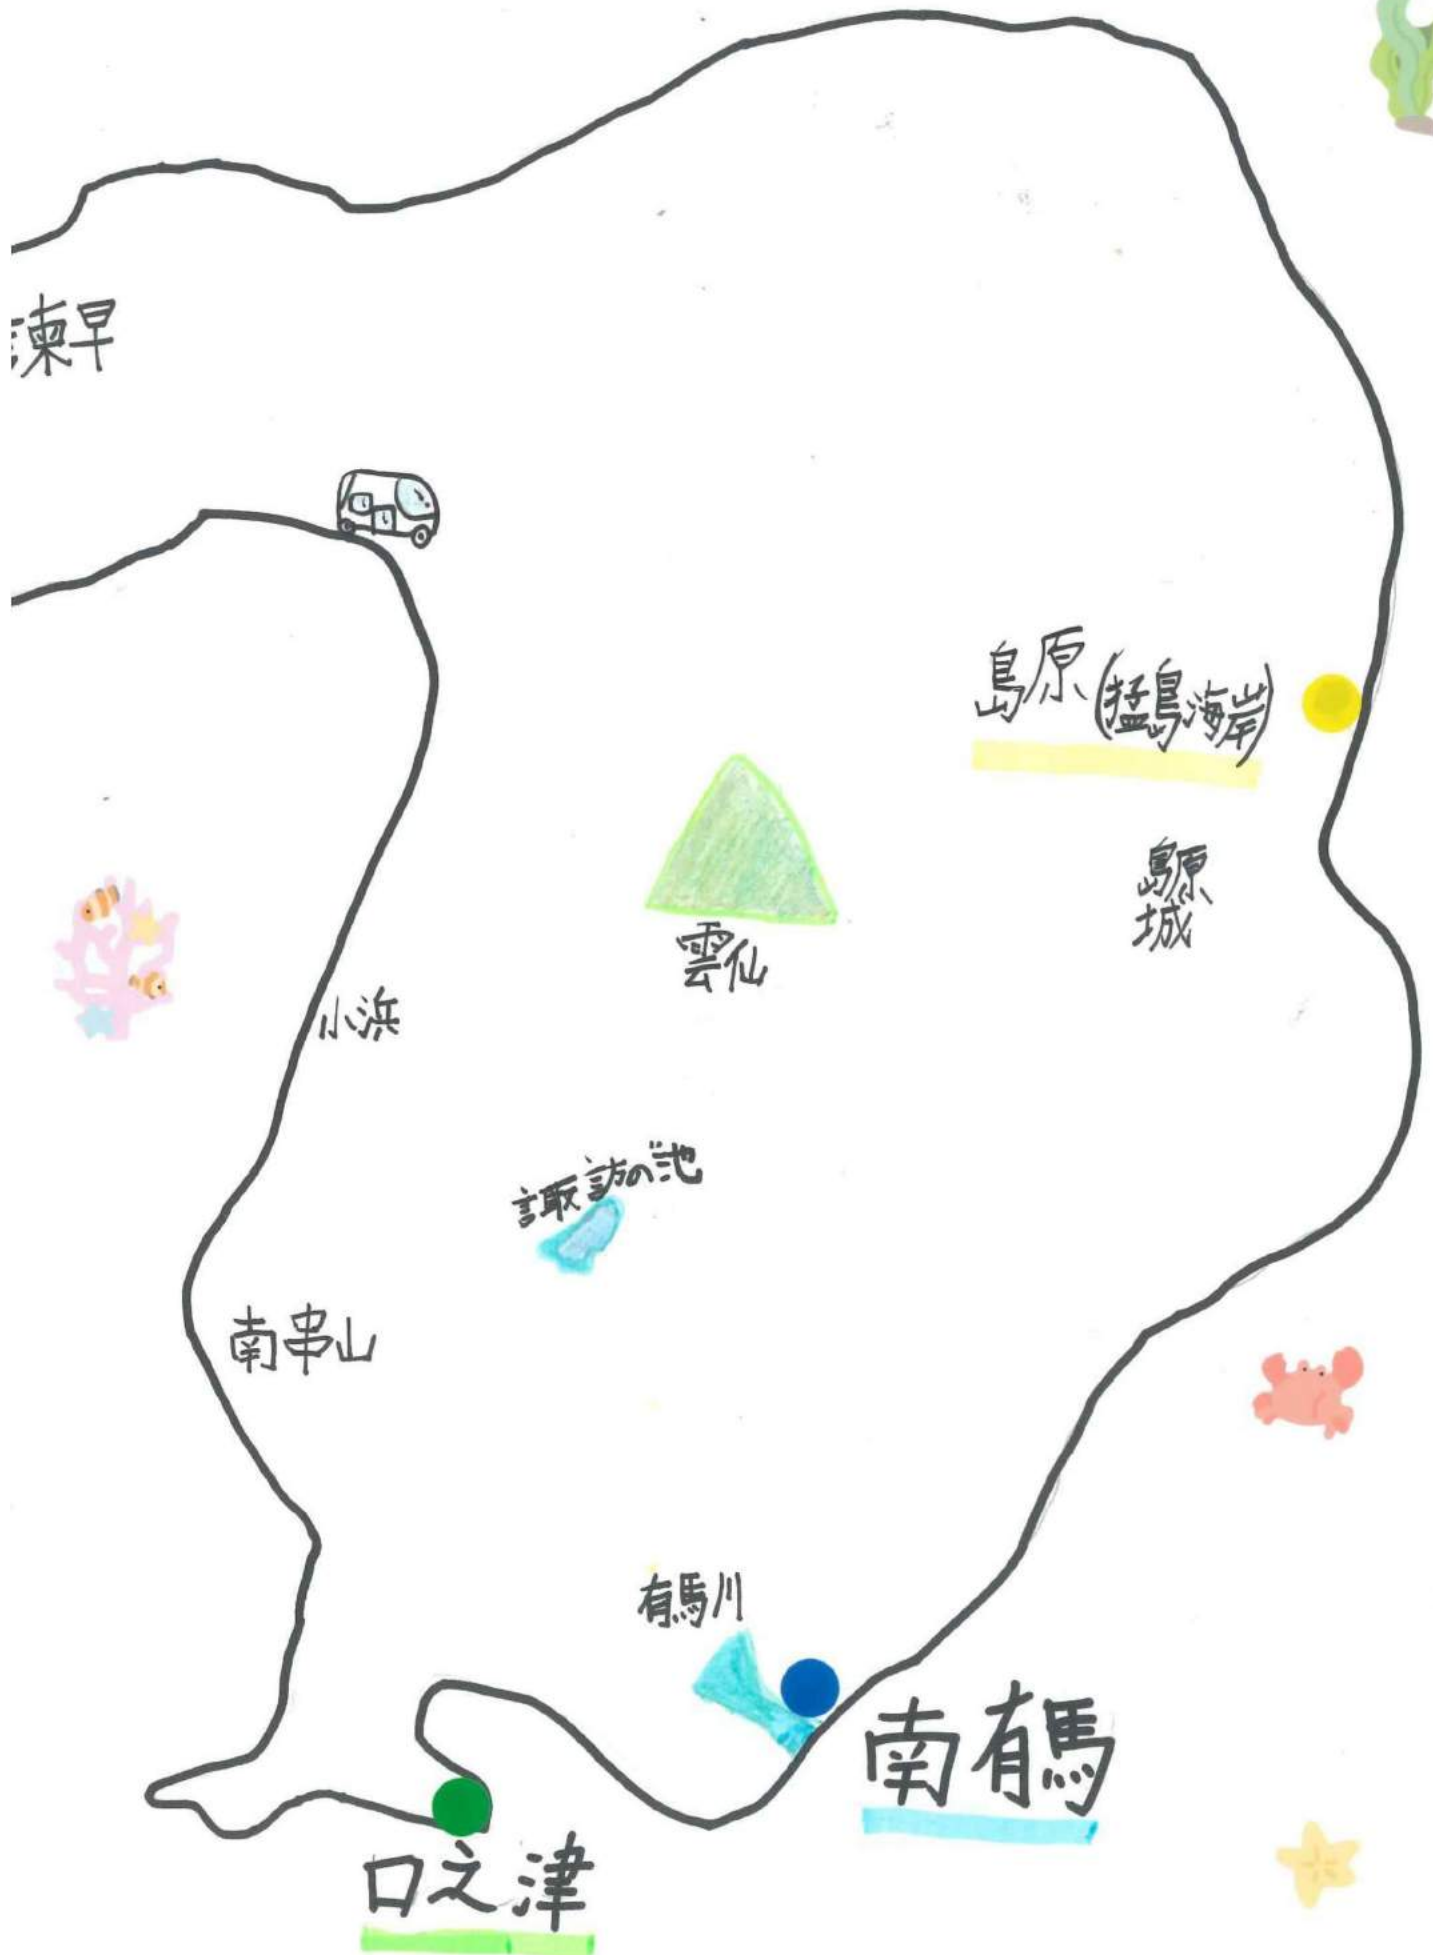 諫早
島原(猛島海岸)
島原
城
雲仙
小浜
諏訪の池
南串山
有馬川
南有馬
口之津